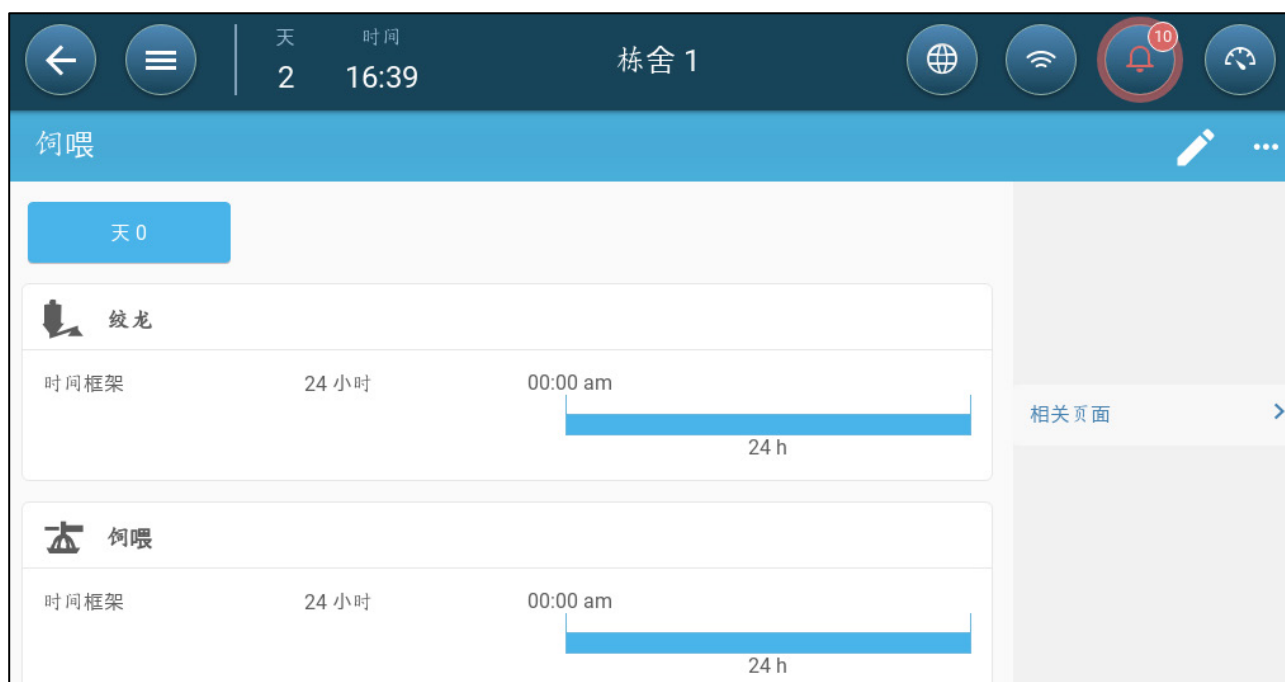 天 时间
2 16:39 栋舍 1 10
饲喂
天 0
绞龙
时间框架 24 小时 00:00 am
24 h
相关页面
饲喂
时间框架 24 小时 00:00 am
24 h